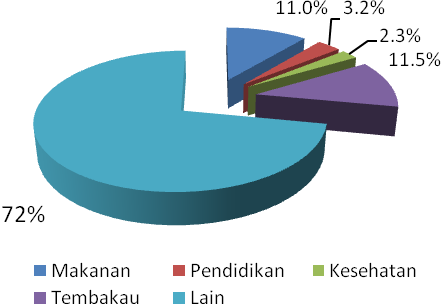 11.0%
3.2%
2.3%
11.5%
72%
Makanan Pendidikan Kesehatan
Tembakau Lain